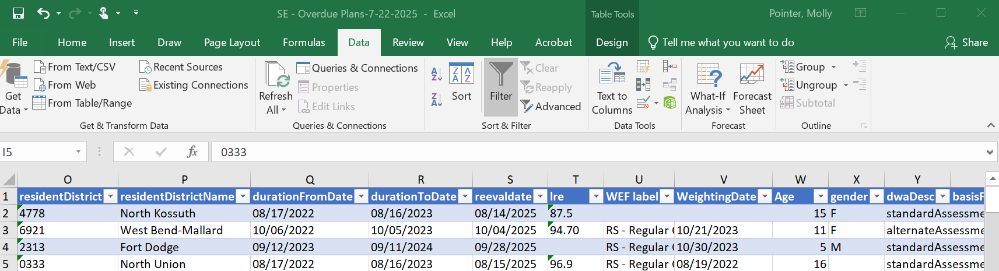 SE - Overdue Plans-7-22-2025 - Excel
Table Tools
Pointer, Molly
File Home Insert Draw Page Layout Formulas Data Review View Help Acrobat Design Tell me what you want to do Share
Get Data
From Text/CSV
From Web
From Table/Range
Recent Sources
Existing Connections
Get & Transform Data
Refresh All
Queries & Connections
Properties
Edit Links
Queries & Connections
A Z
Z A
Z A A Z
Sort
Filter
Clear
Reapply
Advanced
Sort & Filter
Text to Columns
Data Tools
What-If Analysis
Forecast Sheet
Forecast
Group
Ungroup
Subtotal
Outline
I5 fx 0333
O P Q R S T U V W X Y
1 residentDistrict residentDistrictName durationFromDate durationToDate reevaldate lre WEF label WeightingDate Age gender dwaDesc basisF
2 4778 North Kossuth 08/17/2022 08/16/2023 08/14/2025 87.5 15 F standardAssessme
3 6921 West Bend-Mallard 10/06/2022 10/05/2023 10/04/2025 94.70 RS - Regular 10/21/2023 11 F alternateAssessme
4 2313 Fort Dodge 09/12/2023 09/11/2024 09/28/2025 RS - Regular 10/30/2023 5 M standardAssessme
5 0333 North Union 08/17/2022 08/16/2023 08/15/2025 96.9 RS - Regular 08/19/2022 16 standardAssessme